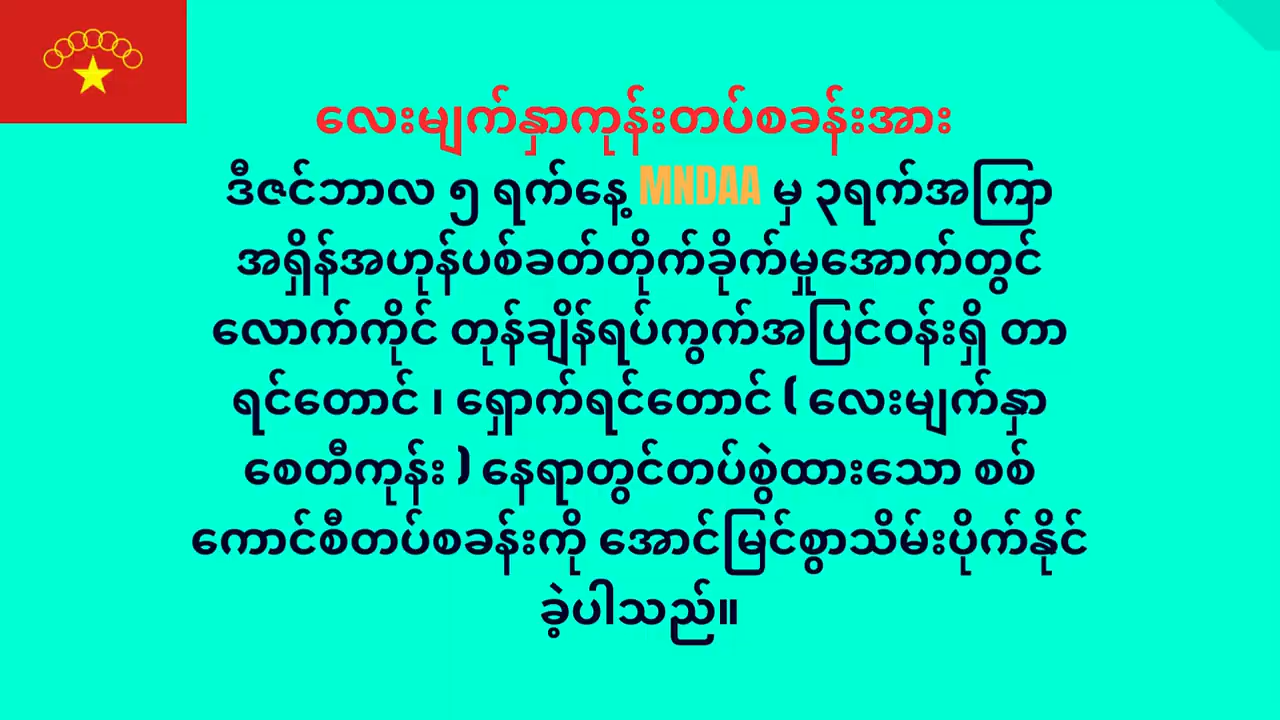 လေးမျက်နှာကုန်းတပ်စခန်းအား
ဒီဇင်ဘာလ ၅ ရက်နေ့ MNDAA မှ ၃ရက်အကြာ
အရှိန်အဟုန်ပစ်ခတ်တိုက်ခိုက်မှုအောက်တွင်
လောက်ကိုင် တုန်ချိန်ရပ်ကွက်အပြင်ဝန်းရှိ တာ
ရင်တောင် ၊ ရှောက်ရင်တောင် ( လေးမျက်နှာ
စေတီကုန်း ) နေရာတွင်တပ်စွဲထားသော စစ်
ကောင်စီတပ်စခန်းကို အောင်မြင်စွာသိမ်းပိုက်နိုင်
ခဲ့ပါသည်။